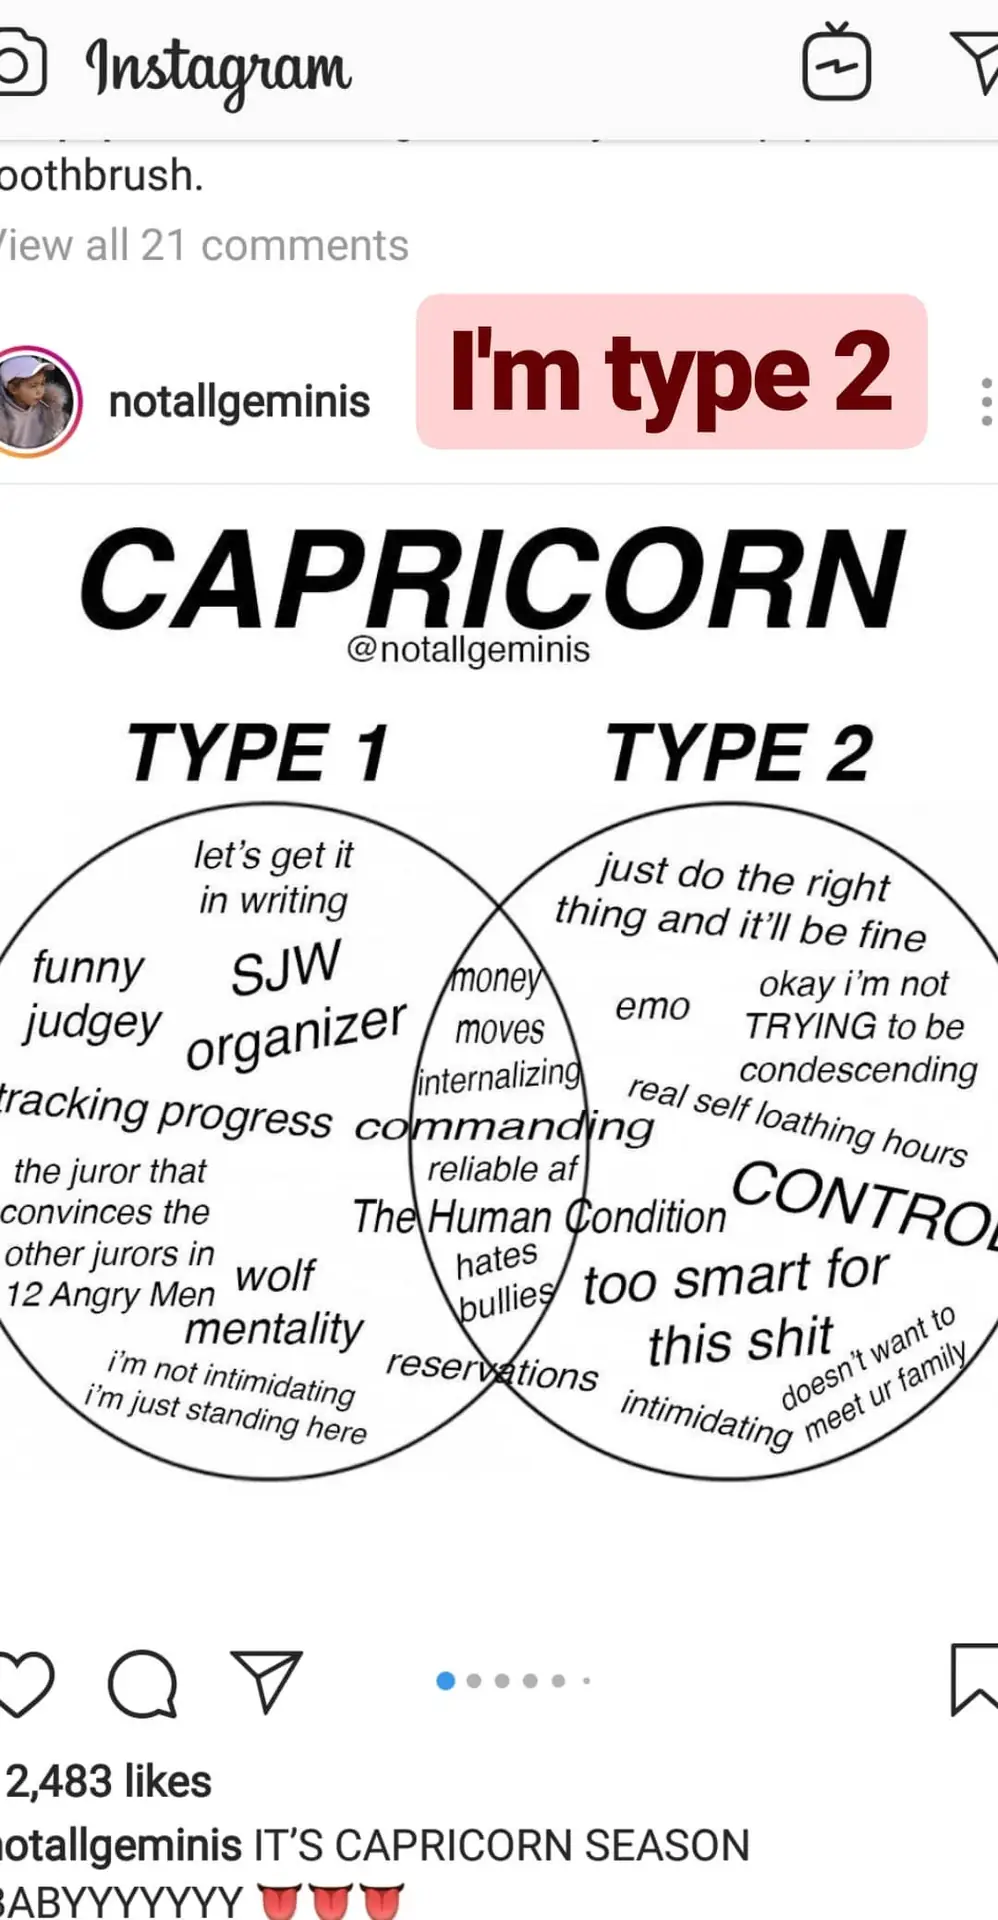 Instagram
oothbrush.
View all 21 comments
I'm type 2
notallgeminis
CAPRICORN
@notallgeminis
TYPE 1
TYPE 2
let's get it
in writing
funny
judgey
SJW
organizer
tracking progress
the juror that
convinces the
other jurors in
12 Angry Men
wolf
mentality
i'm not intimidating
i'm just standing here
money
moves
internalizing
commanding
reliable af
The Human Condition
hates
bullies
reservations
just do the right
thing and it'll be fine
emo
okay i'm not
TRYING to be
condescending
real self loathing hours
CONTROL
too smart for
this shit
doesn't want to
meet ur family
intimidating
2,483 likes
notallgeminis IT'S CAPRICORN SEASON
BABYYYYYYY 👅👅👅